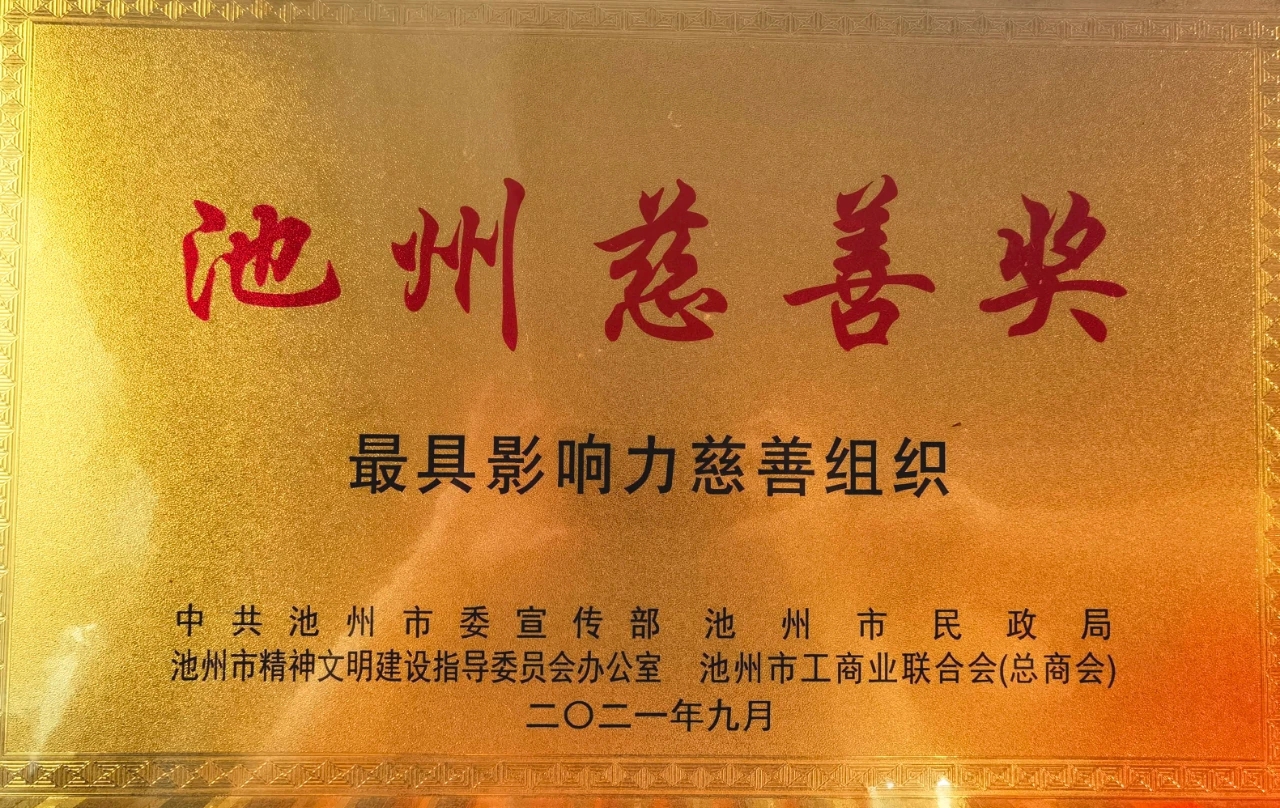 池州慈善奖
最具影响力慈善组织
中共池州市委宣传部 池州市民政局
池州市精神文明建设指导委员会办公室 池州市工商业联合会(总商会)
二〇二一年九月